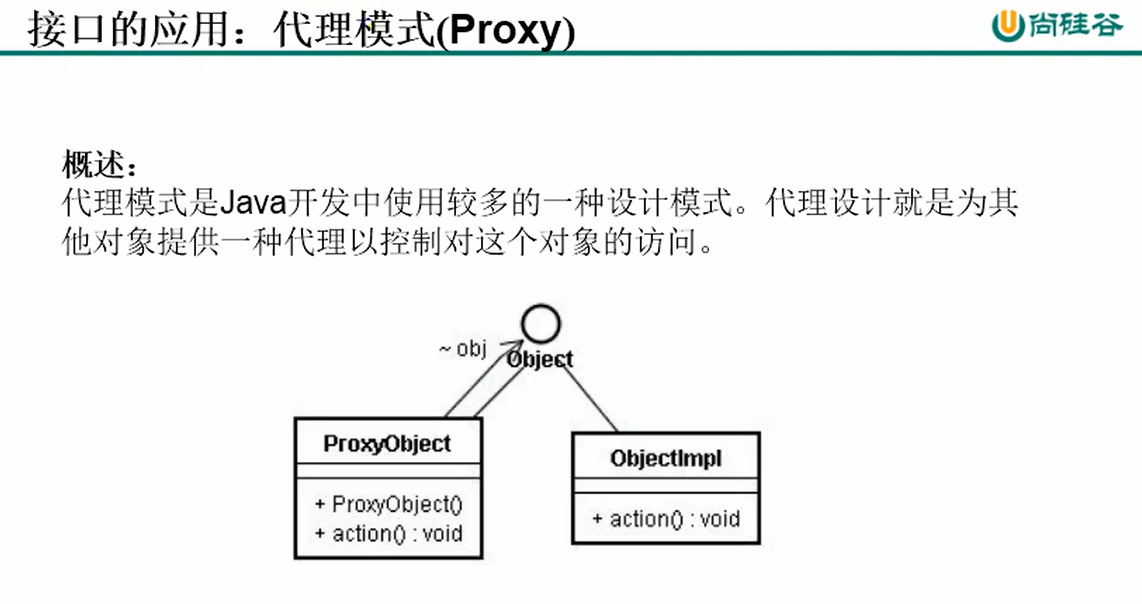 接口的应用：代理模式(Proxy)
尚硅谷
概述：
代理模式是Java开发中使用较多的一种设计模式。代理设计就是为其
他对象提供一种代理以控制对这个对象的访问。
~ obj
Object
ProxyObject
+ ProxyObject()
+ action() : void
ObjectImpl
+ action() : void